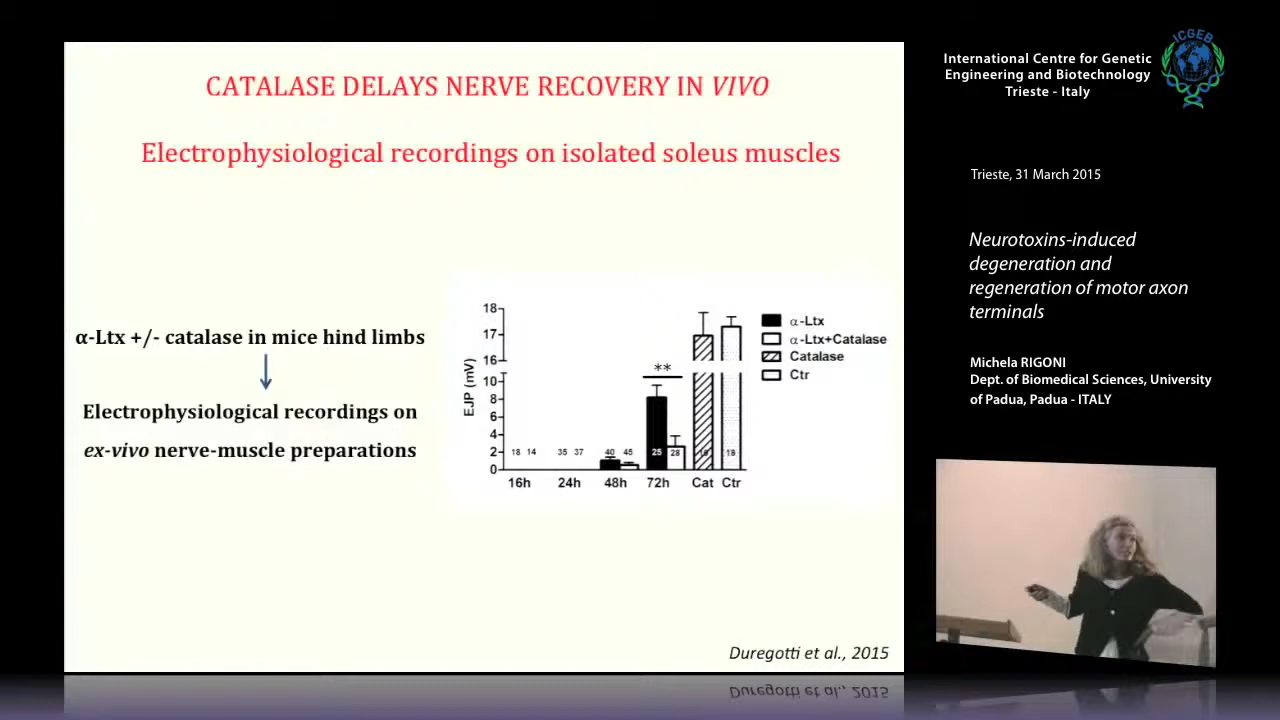 CATALASE DELAYS NERVE RECOVERY IN VIVO
Electrophysiological recordings on isolated soleus muscles
α-Ltx +/- catalase in mice hind limbs
Electrophysiological recordings on
ex-vivo nerve-muscle preparations
EJP (mV)
18
17
16
10
8
6
4
2
0
**
18 14 35 37 40 45 25 28 18
16h 24h 48h 72h Cat Ctr
α-Ltx
α-Ltx+Catalase
Catalase
Ctr
Duregotti et al., 2015
International Centre for Genetic
Engineering and Biotechnology
Trieste - Italy
ICGEB
Trieste, 31 March 2015
Neurotoxins-induced
degeneration and
regeneration of motor axon
terminals
Michela RIGONI
Dept. of Biomedical Sciences, University
of Padua, Padua - ITALY